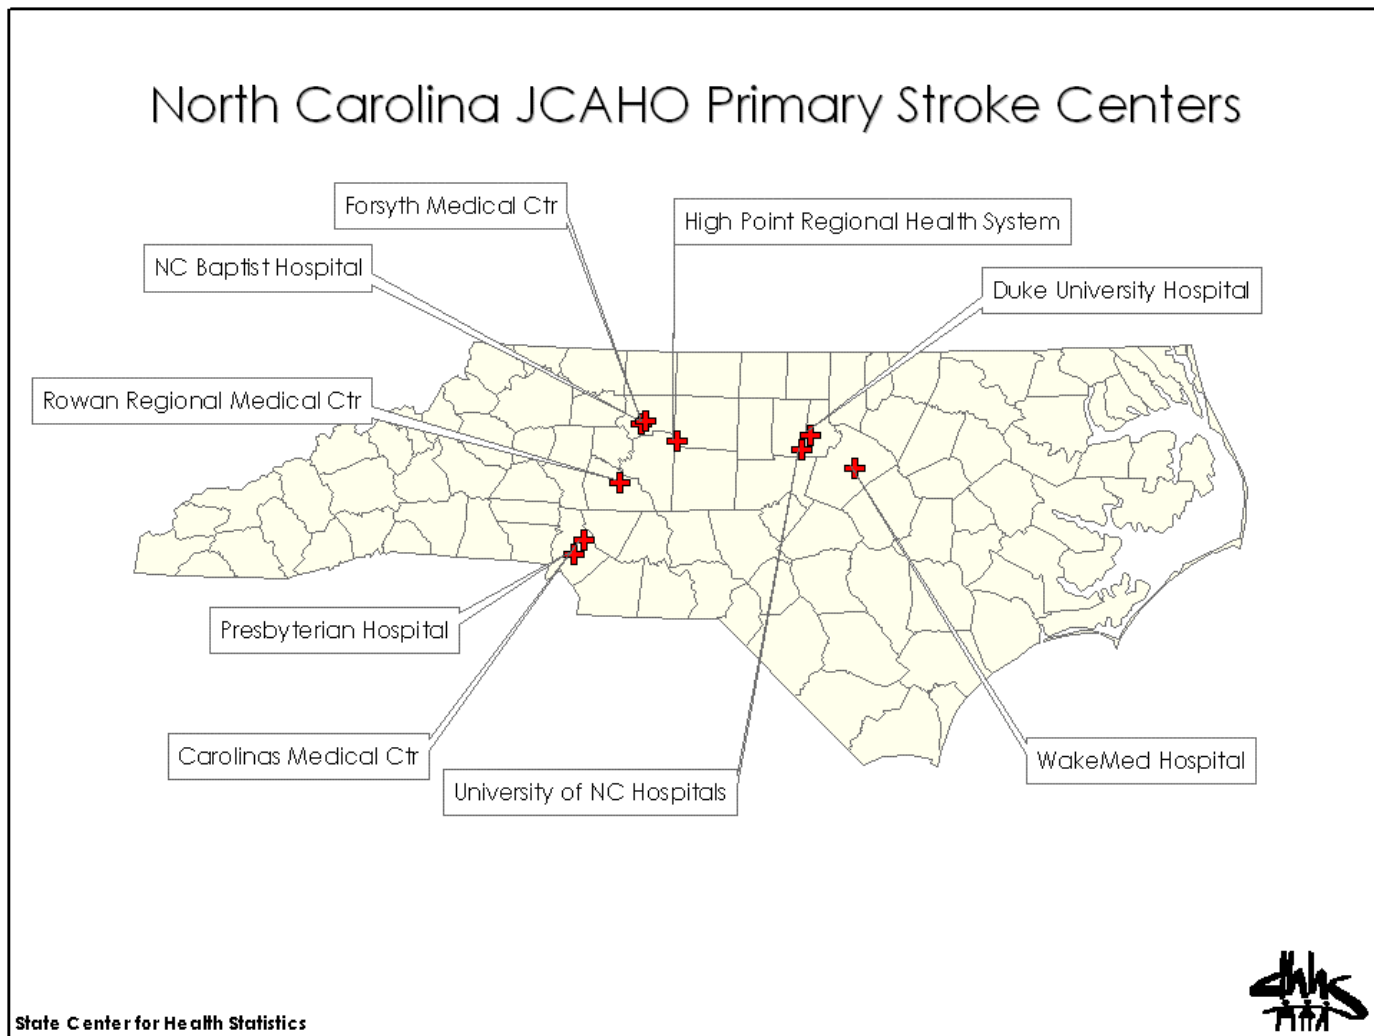 North Carolina JCAHO Primary Stroke Centers
Forsyth Medical Ctr
High Point Regional Health System
NC Baptist Hospital
Duke University Hospital
Rowan Regional Medical Ctr
Presbyterian Hospital
Carolinas Medical Ctr
University of NC Hospitals
WakeMed Hospital
State Center for Health Statistics